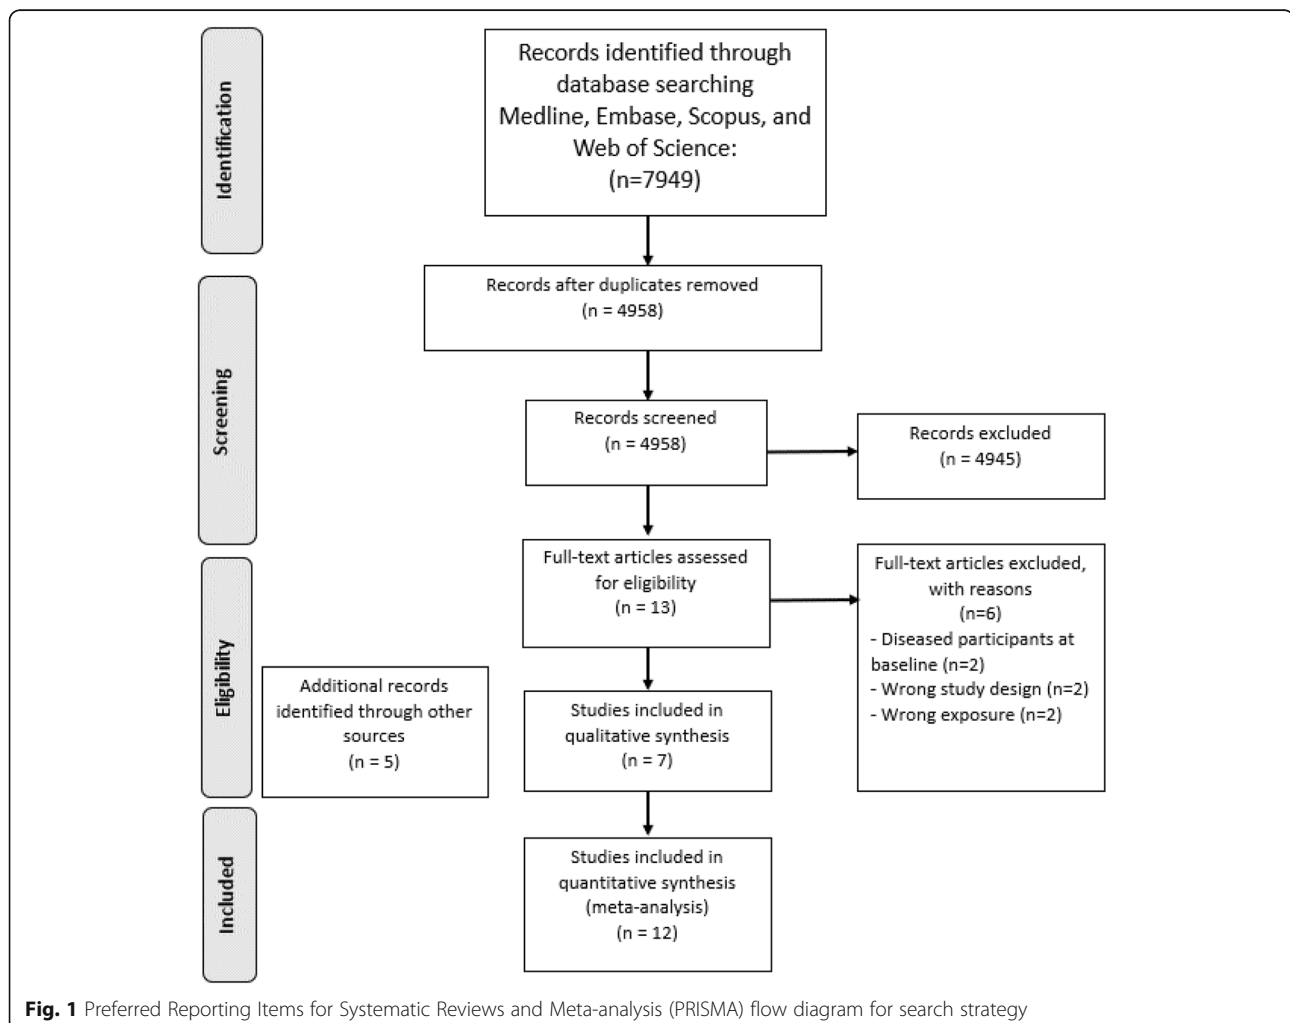 Identification
Records identified through
database searching
Medline, Embase, Scopus, and
Web of Science:
(n=7949)
Screening
Records after duplicates removed
(n = 4958)
Records screened
(n = 4958)
Records excluded
(n = 4945)
Eligibility
Full-text articles assessed
for eligibility
(n = 13)
Full-text articles excluded,
with reasons
(n=6)
- Diseased participants at
baseline (n=2)
- Wrong study design (n=2)
- Wrong exposure (n=2)
Additional records
identified through other
sources
(n = 5)
Studies included in
qualitative synthesis
(n = 7)
Included
Studies included in
quantitative synthesis
(meta-analysis)
(n = 12)
Fig. 1 Preferred Reporting Items for Systematic Reviews and Meta-analysis (PRISMA) flow diagram for search strategy